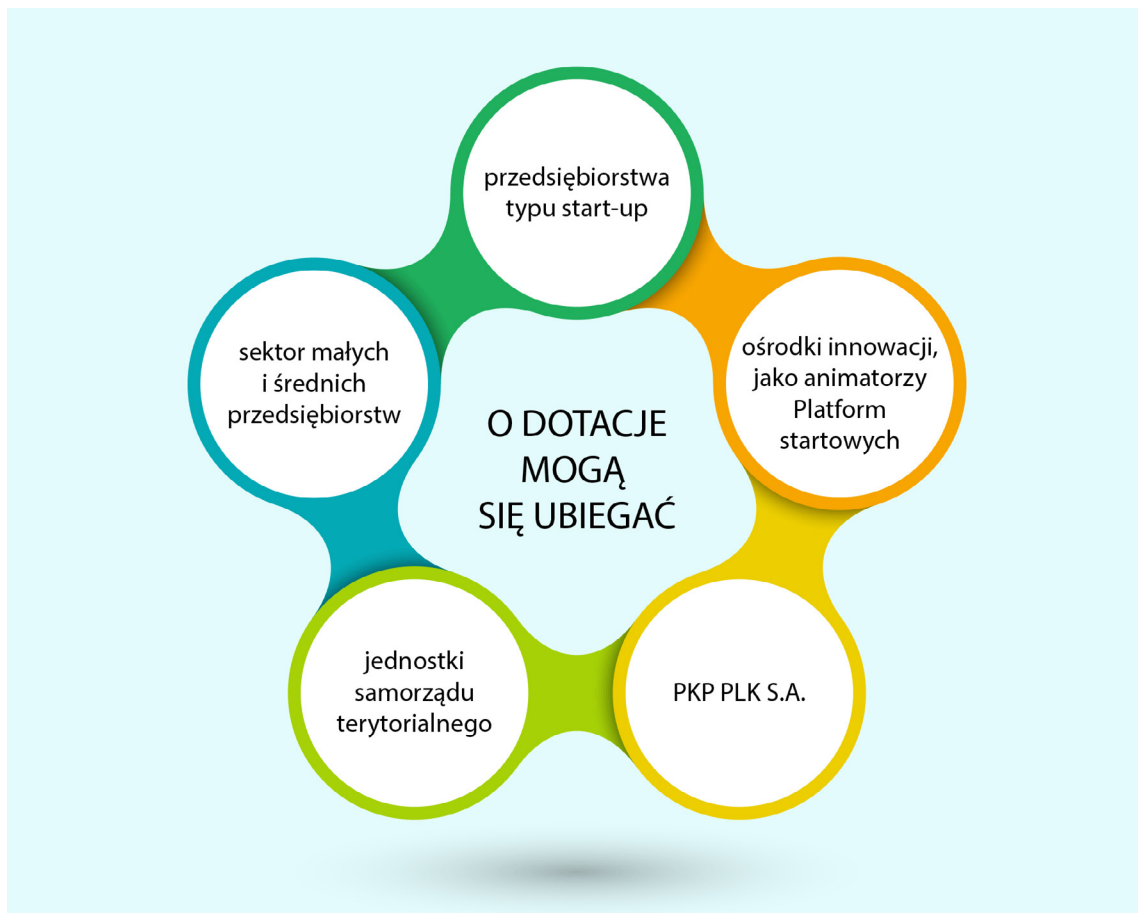 przedsiębiorstwa
typu start-up
ośrodki innowacji,
jako animatorzy
Platform
startowych
sektor małych
i średnich
przedsiębiorstw
O DOTACJE
MOGĄ
SIĘ UBIEGAĆ
jednostki
samorządu
terytorialnego
PKP PLK S.A.